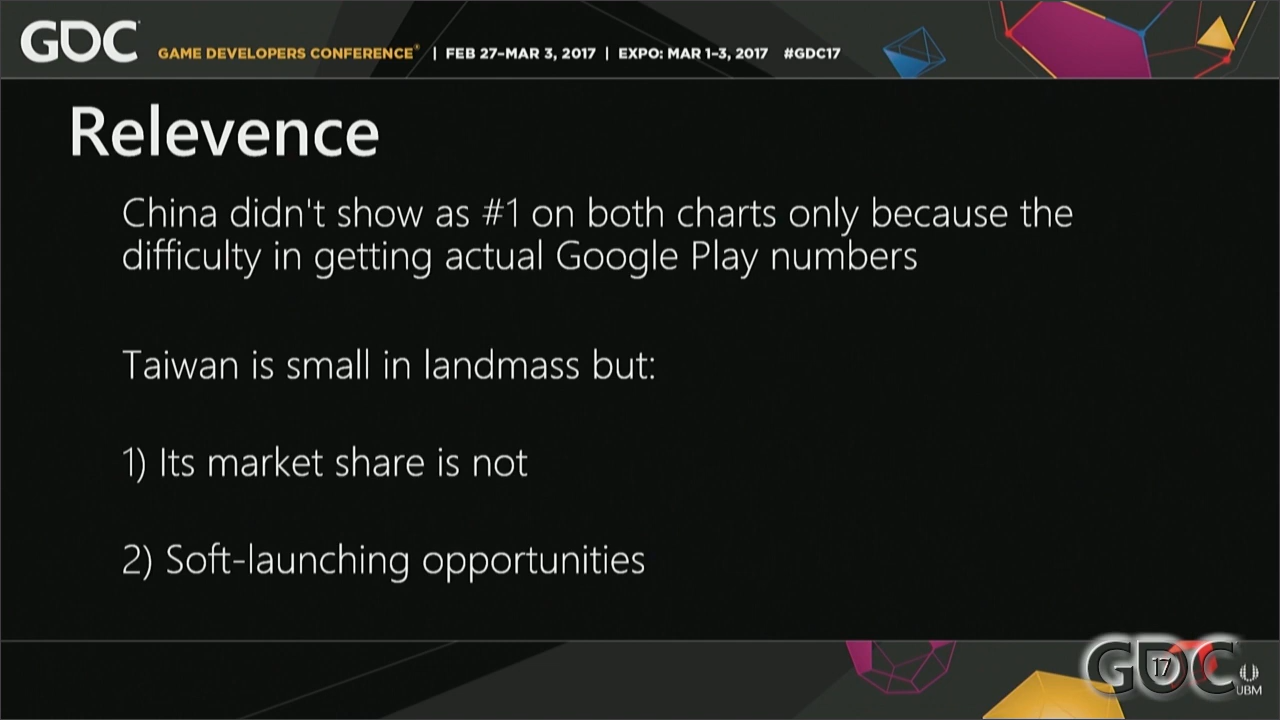 GDC GAME DEVELOPERS CONFERENCE® | FEB 27–MAR 3, 2017 | EXPO: MAR 1–3, 2017 #GDC17
Relevence
China didn't show as #1 on both charts only because the
difficulty in getting actual Google Play numbers
Taiwan is small in landmass but:
1) Its market share is not
2) Soft-launching opportunities
GDC 17
UBM